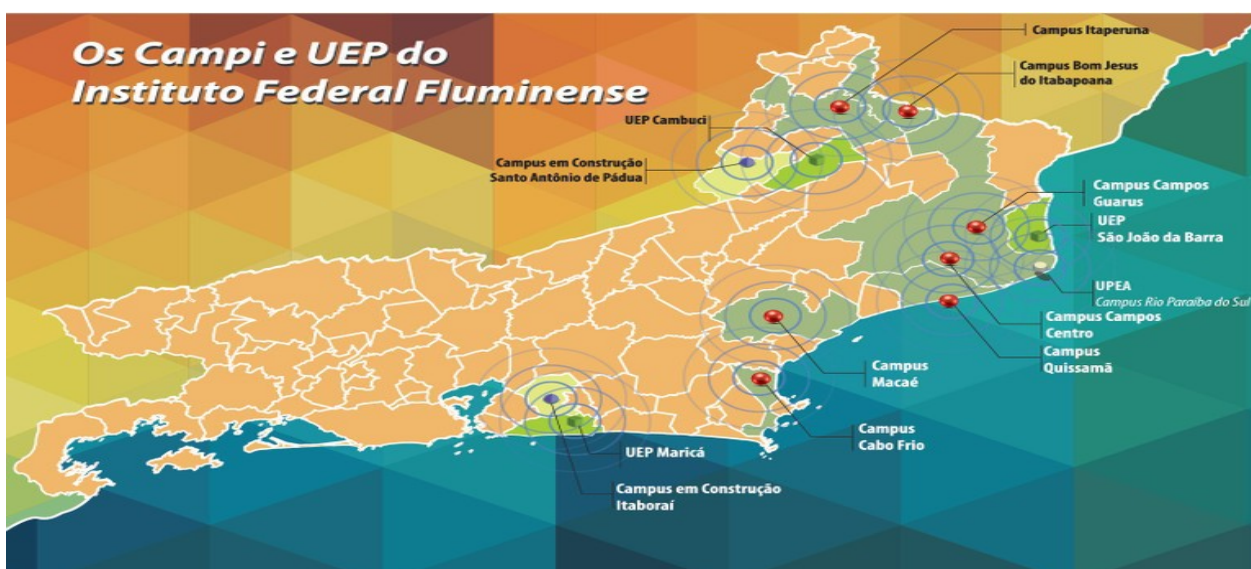 Os Campi e UEP do
Instituto Federal Fluminense
Campus Itaperuna
Campus Bom Jesus
do Itabapoana
UEP Cambuci
Campus em Construção
Santo Antônio de Pádua
Campus Campos
Guarus
UEP
São João da Barra
UPEA
Campus Rio Paraíba do Sul
Campus Campos
Centro
Campus
Quissamã
Campus
Macaé
Campus
Cabo Frio
UEP Maricá
Campus em Construção
Itaboraí